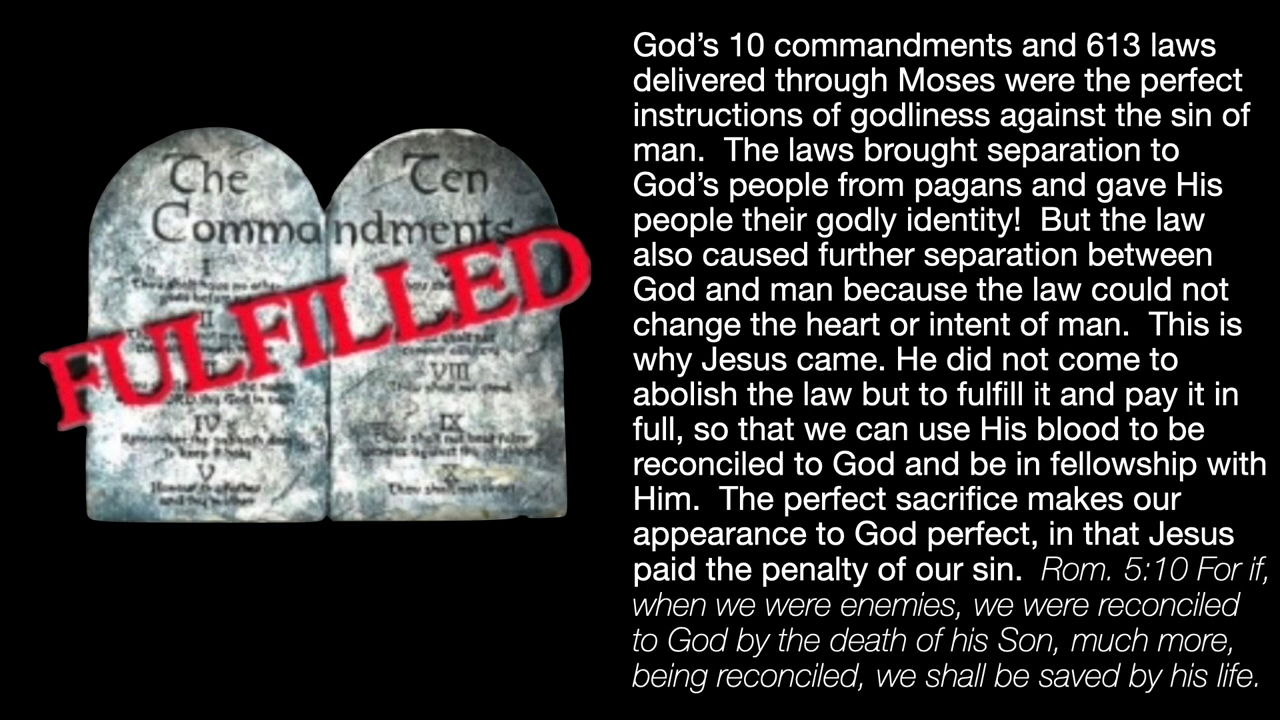 The Ten
Commandments
FULFILLED
I
II
VIII
IV
IX
Remember the sabbath day
To keep it holy
V
X
God’s 10 commandments and 613 laws
delivered through Moses were the perfect
instructions of godliness against the sin of
man.  The laws brought separation to
God’s people from pagans and gave His
people their godly identity!  But the law
also caused further separation between
God and man because the law could not
change the heart or intent of man.  This is
why Jesus came. He did not come to
abolish the law but to fulfill it and pay it in
full, so that we can use His blood to be
reconciled to God and be in fellowship with
Him.  The perfect sacrifice makes our
appearance to God perfect, in that Jesus
paid the penalty of our sin.  Rom. 5:10 For if,
when we were enemies, we were reconciled
to God by the death of his Son, much more,
being reconciled, we shall be saved by his life.